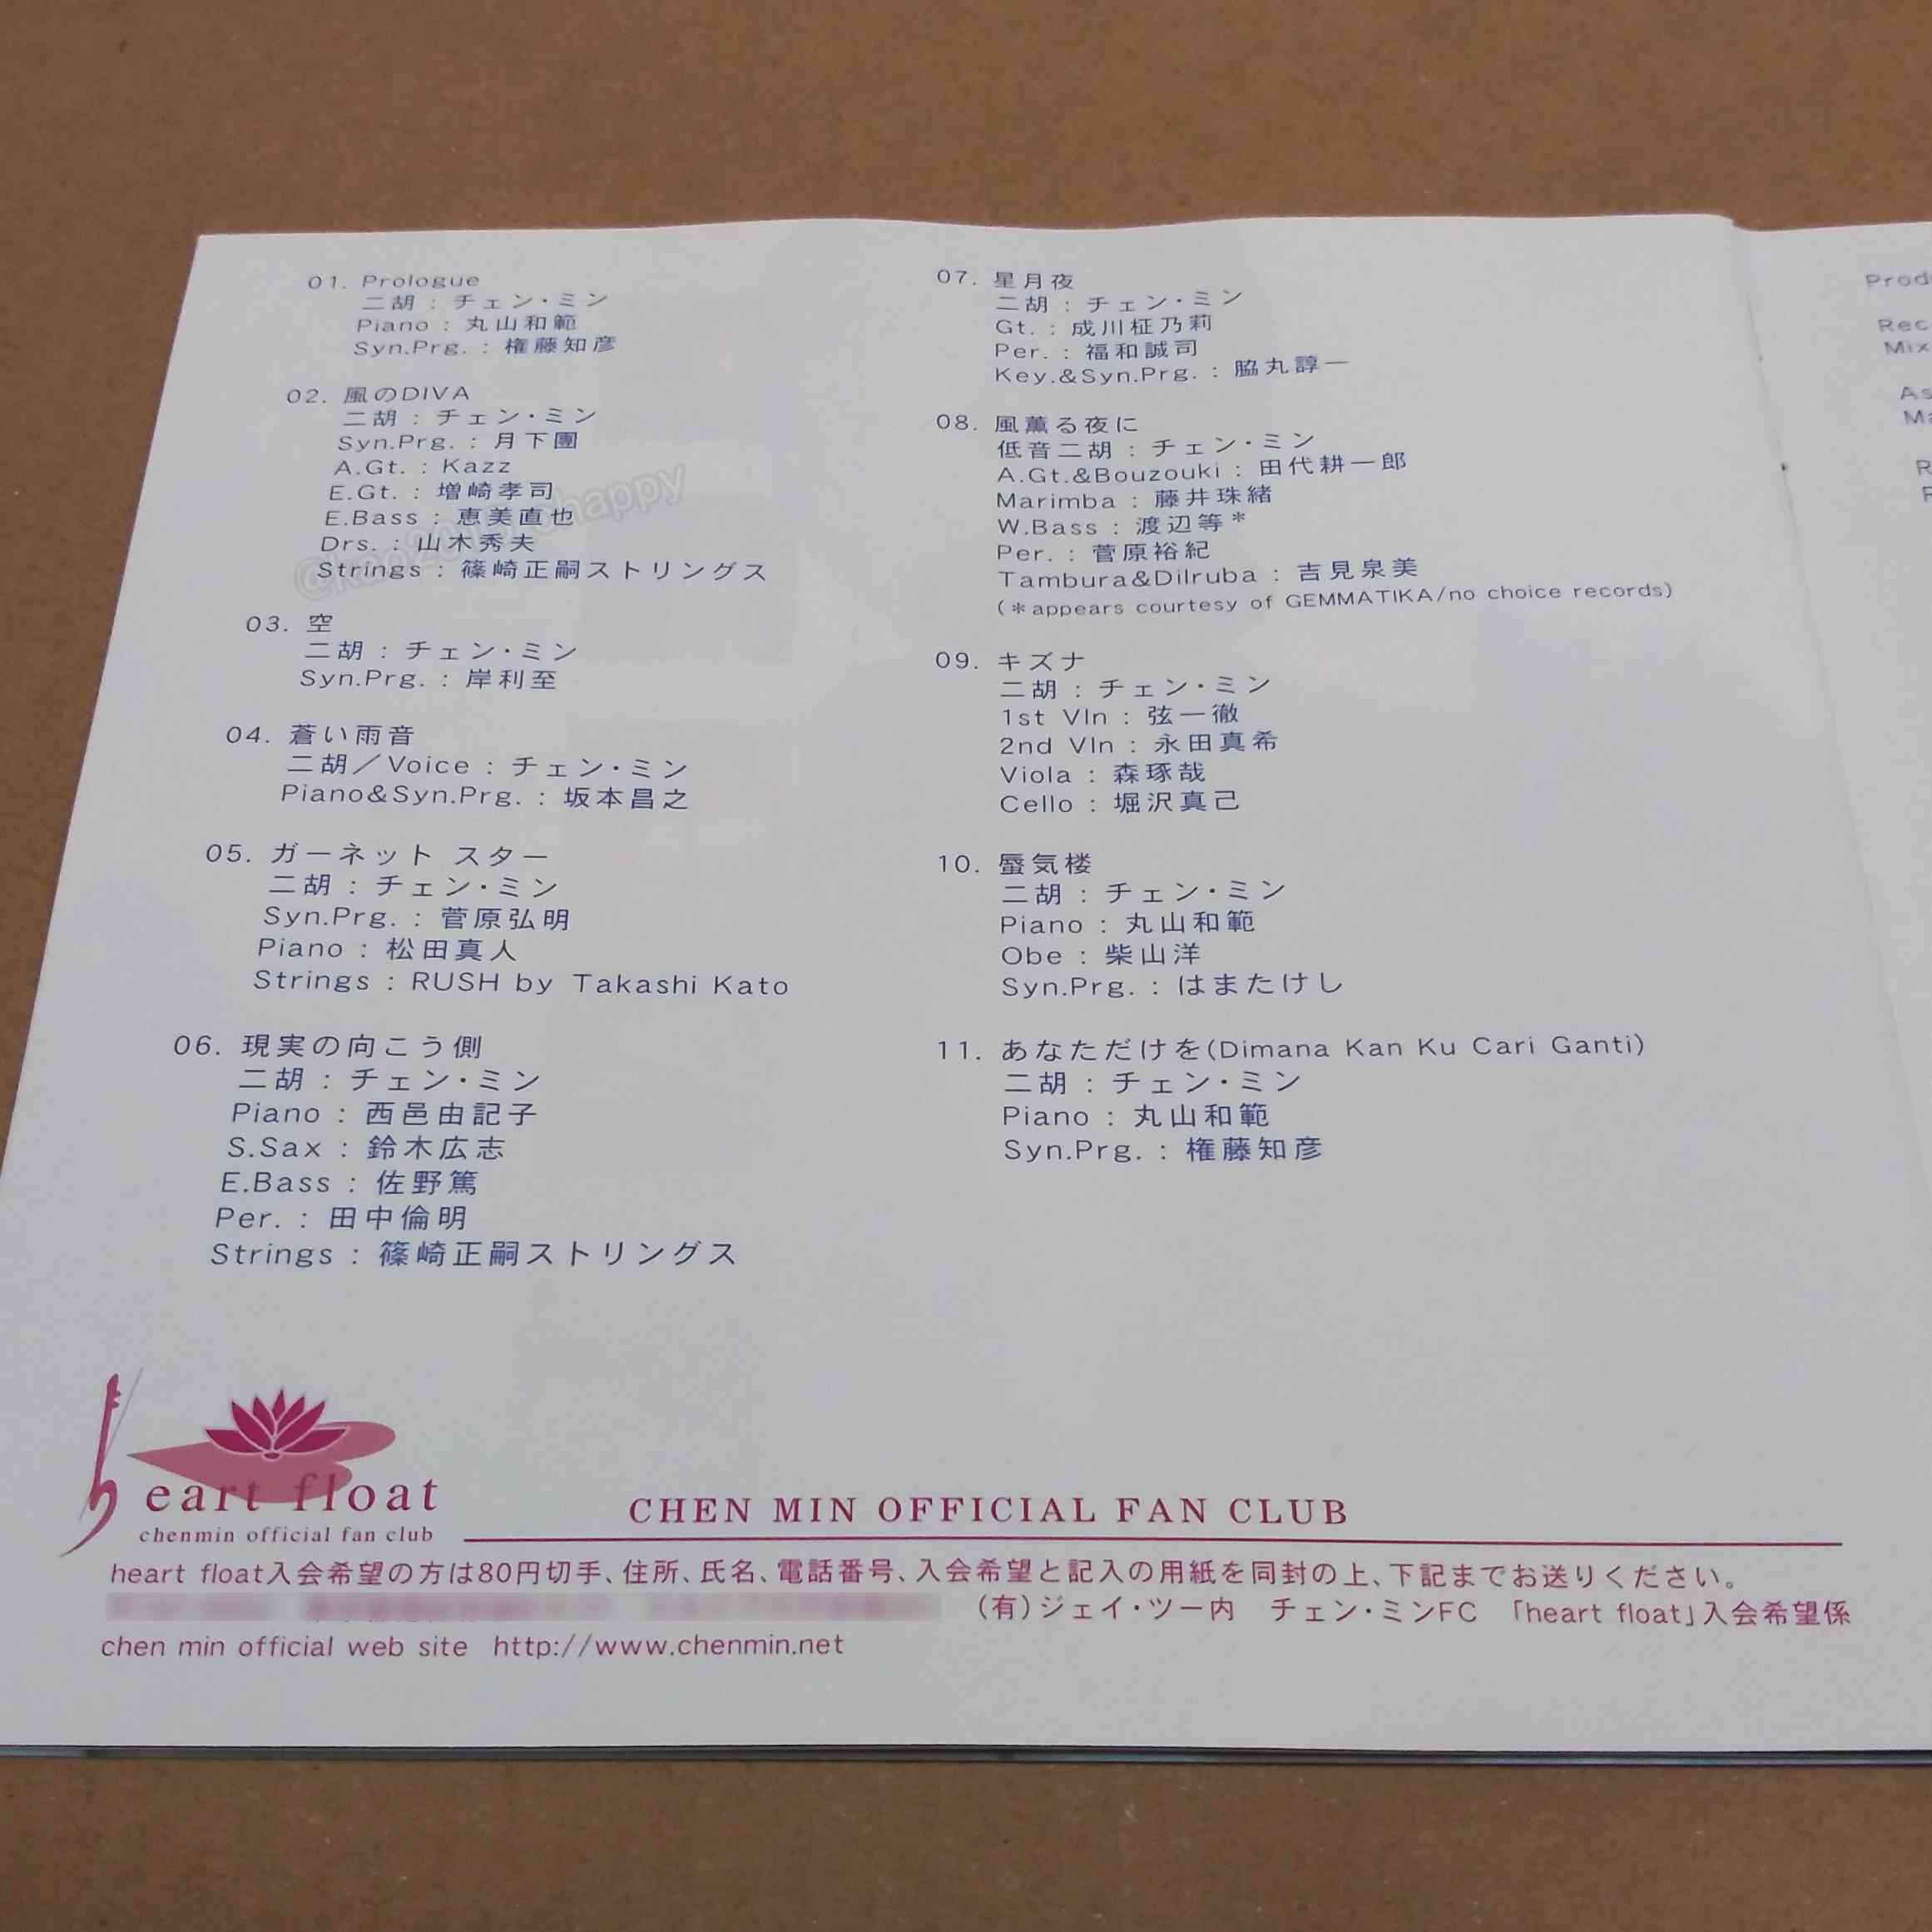 01. Prologue
二胡 : チェン・ミン
Piano : 丸山和範
Syn.Prg. : 権藤知彦
02. 風のDIVA
二胡 : チェン・ミン
Syn.Prg. : 月下團
A.Gt. : Kazz
E.Gt. : 増崎孝司
E.Bass : 恵美直也
Drs. : 山木秀夫
Strings : 篠崎正嗣ストリングス
03. 空
二胡 : チェン・ミン
Syn.Prg. : 岸利至
04. 蒼い雨音
二胡／Voice : チェン・ミン
Piano&Syn.Prg. : 坂本昌之
05. ガーネット スター
二胡 : チェン・ミン
Syn.Prg. : 菅原弘明
Piano : 松田真人
Strings : RUSH by Takashi Kato
06. 現実の向こう側
二胡 : チェン・ミン
Piano : 西邑由記子
S.Sax : 鈴木広志
E.Bass : 佐野篤
Per. : 田中倫明
Strings : 篠崎正嗣ストリングス
07. 星月夜
二胡 : チェン・ミン
Gt. : 成川柾乃莉
Per. : 福和誠司
Key.&Syn.Prg. : 脇丸諄一
08. 風薫る夜に
低音二胡 : チェン・ミン
A.Gt.&Bouzouki : 田代耕一郎
Marimba : 藤井珠緒
W.Bass : 渡辺等*
Per. : 菅原裕紀
Tambura&Dilruba : 吉見泉美
(*appears courtesy of GEMMATIKA/no choice records)
09. キズナ
二胡 : チェン・ミン
1st Vln : 弦一徹
2nd Vln : 永田真希
Viola : 森琢哉
Cello : 堀沢真己
10. 蜃気楼
二胡 : チェン・ミン
Piano : 丸山和範
Obe : 柴山洋
Syn.Prg. : はまたけし
11. あなただけを(Dimana Kan Ku Cari Ganti)
二胡 : チェン・ミン
Piano : 丸山和範
Syn.Prg. : 権藤知彦
heart float
chenmin official fan club
CHEN MIN OFFICIAL FAN CLUB
heart float入会希望の方は80円切手、住所、氏名、電話番号、入会希望と記入の用紙を同封の上、下記までお送りください。
(有)ジェイ・ツー内　チェン・ミンFC　「heart float」入会希望係
chen min official web site http://www.chenmin.net